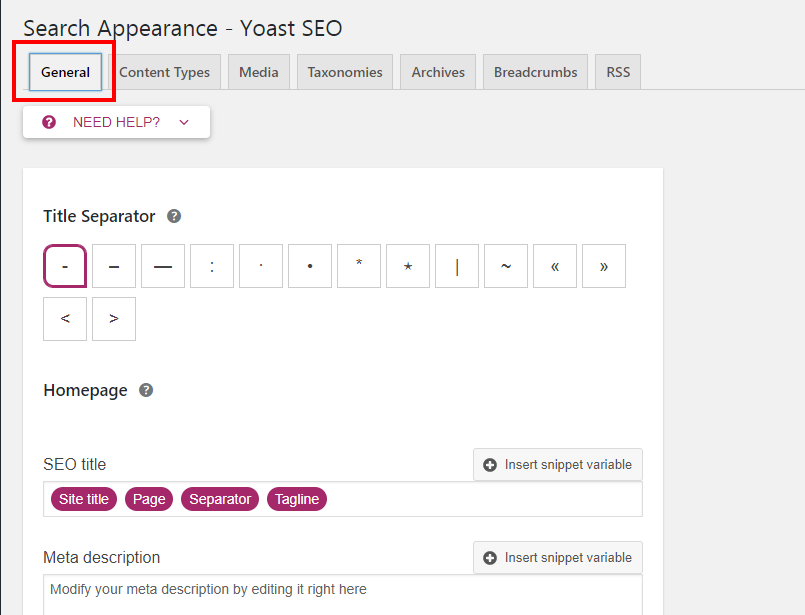 Search Appearance - Yoast SEO
General Content Types Media Taxonomies Archives Breadcrumbs RSS
? NEED HELP?
Title Separator ?
- – — : · • * ⋆ | ~ « »
< >
Homepage ?
SEO title Insert snippet variable
Site title Page Separator Tagline
Meta description Insert snippet variable
Modify your meta description by editing it right here